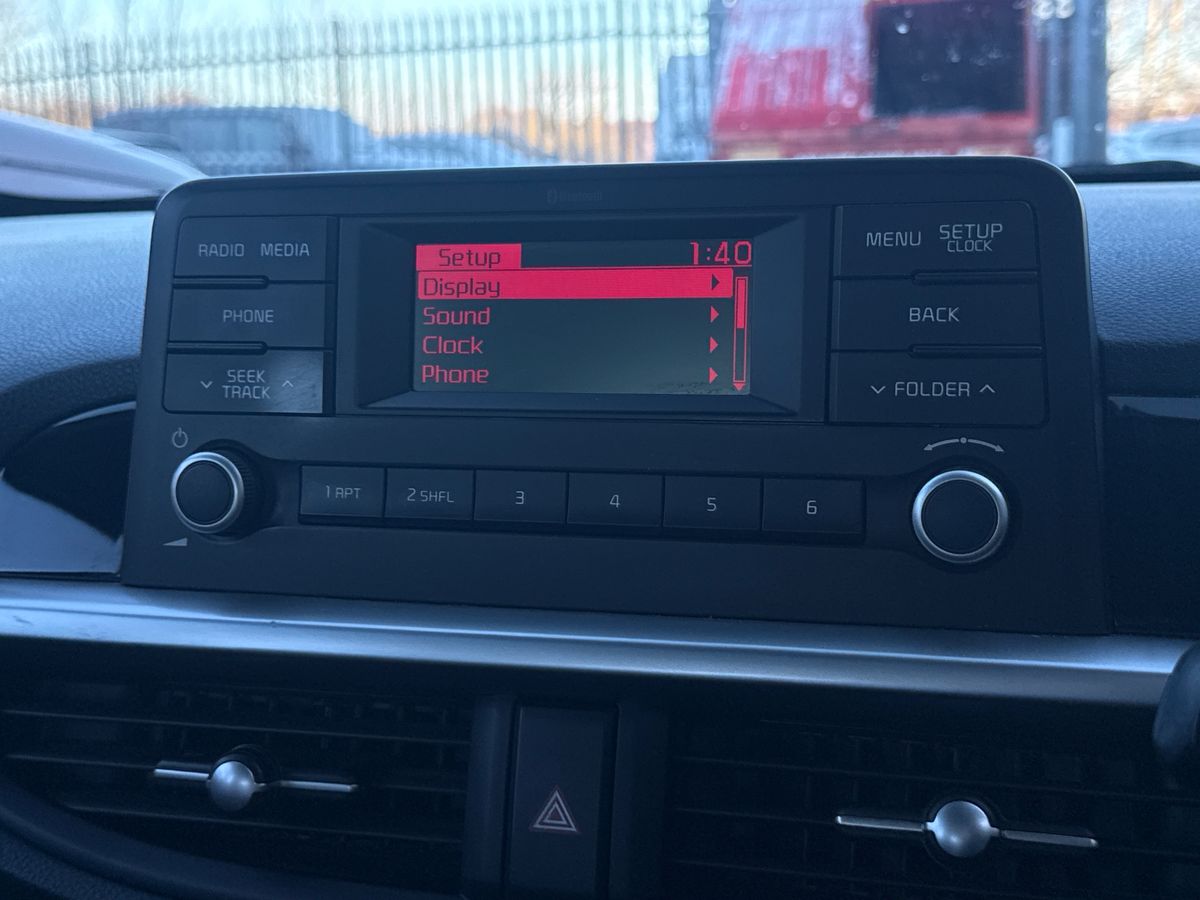 Bluetooth
RADIO MEDIA
PHONE
SEEK
TRACK
Setup 1:40
Display
Sound
Clock
Phone
MENU SETUP
CLOCK
BACK
FOLDER
1 RPT 2 SHFL 3 4 5 6